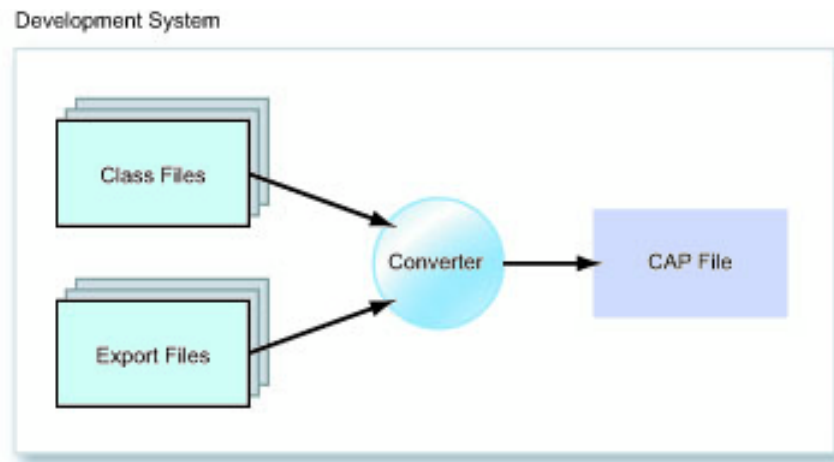 Development System
Class Files
Converter
CAP File
Export Files